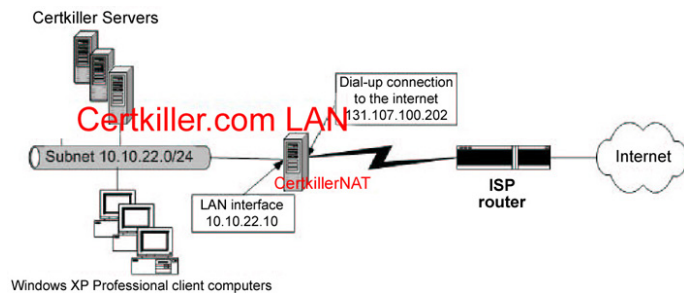 Certkiller Servers
Dial-up connection
to the internet
131.107.100.202
Certkiller.com LAN
Subnet 10.10.22.0/24
Internet
CertkillerNAT
LAN interface
10.10.22.10
ISP
router
Windows XP Professional client computers